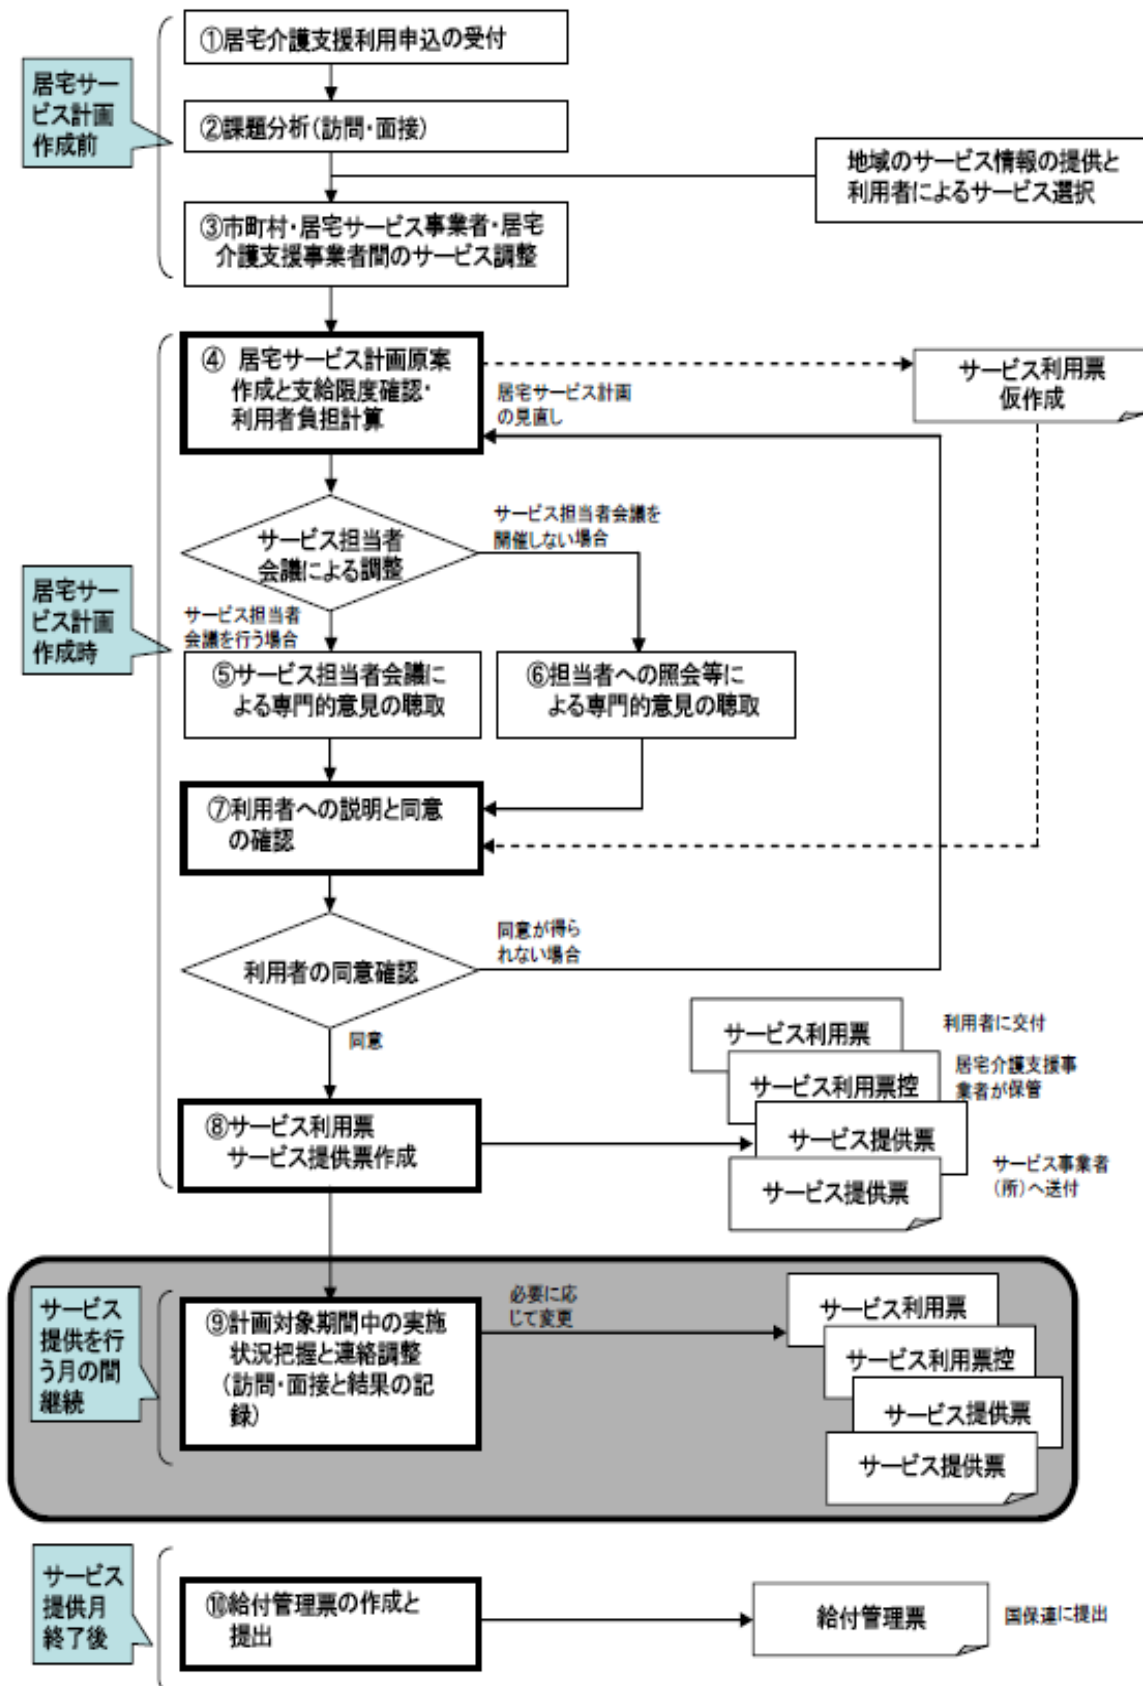 ①居宅介護支援利用申込の受付
居宅サー
ビス計画
作成前
②課題分析(訪問・面接)
地域のサービス情報の提供と
利用者によるサービス選択
③市町村・居宅サービス事業者・居宅
介護支援事業者間のサービス調整
④ 居宅サービス計画原案
作成と支給限度確認・
利用者負担計算
サービス利用票
仮作成
居宅サービス計画
の見直し
サービス担当者
会議による調整
サービス担当者会議を
開催しない場合
居宅サー
ビス計画
作成時
サービス担当者
会議を行う場合
⑤サービス担当者会議に
よる専門的意見の聴取
⑥担当者への照会等に
よる専門的意見の聴取
⑦利用者への説明と同意
の確認
利用者の同意確認
同意が得ら
れない場合
同意
サービス利用票
利用者に交付
サービス利用票控
居宅介護支援事
業者が保管
⑧サービス利用票
サービス提供票作成
サービス提供票
サービス提供票
サービス事業者
(所)へ送付
サービス
提供を行
う月の間
継続
⑨計画対象期間中の実施
状況把握と連絡調整
(訪問・面接と結果の記
録)
必要に応
じて変更
サービス利用票
サービス利用票控
サービス提供票
サービス提供票
サービス
提供月
終了後
⑩給付管理票の作成と
提出
給付管理票
国保連に提出